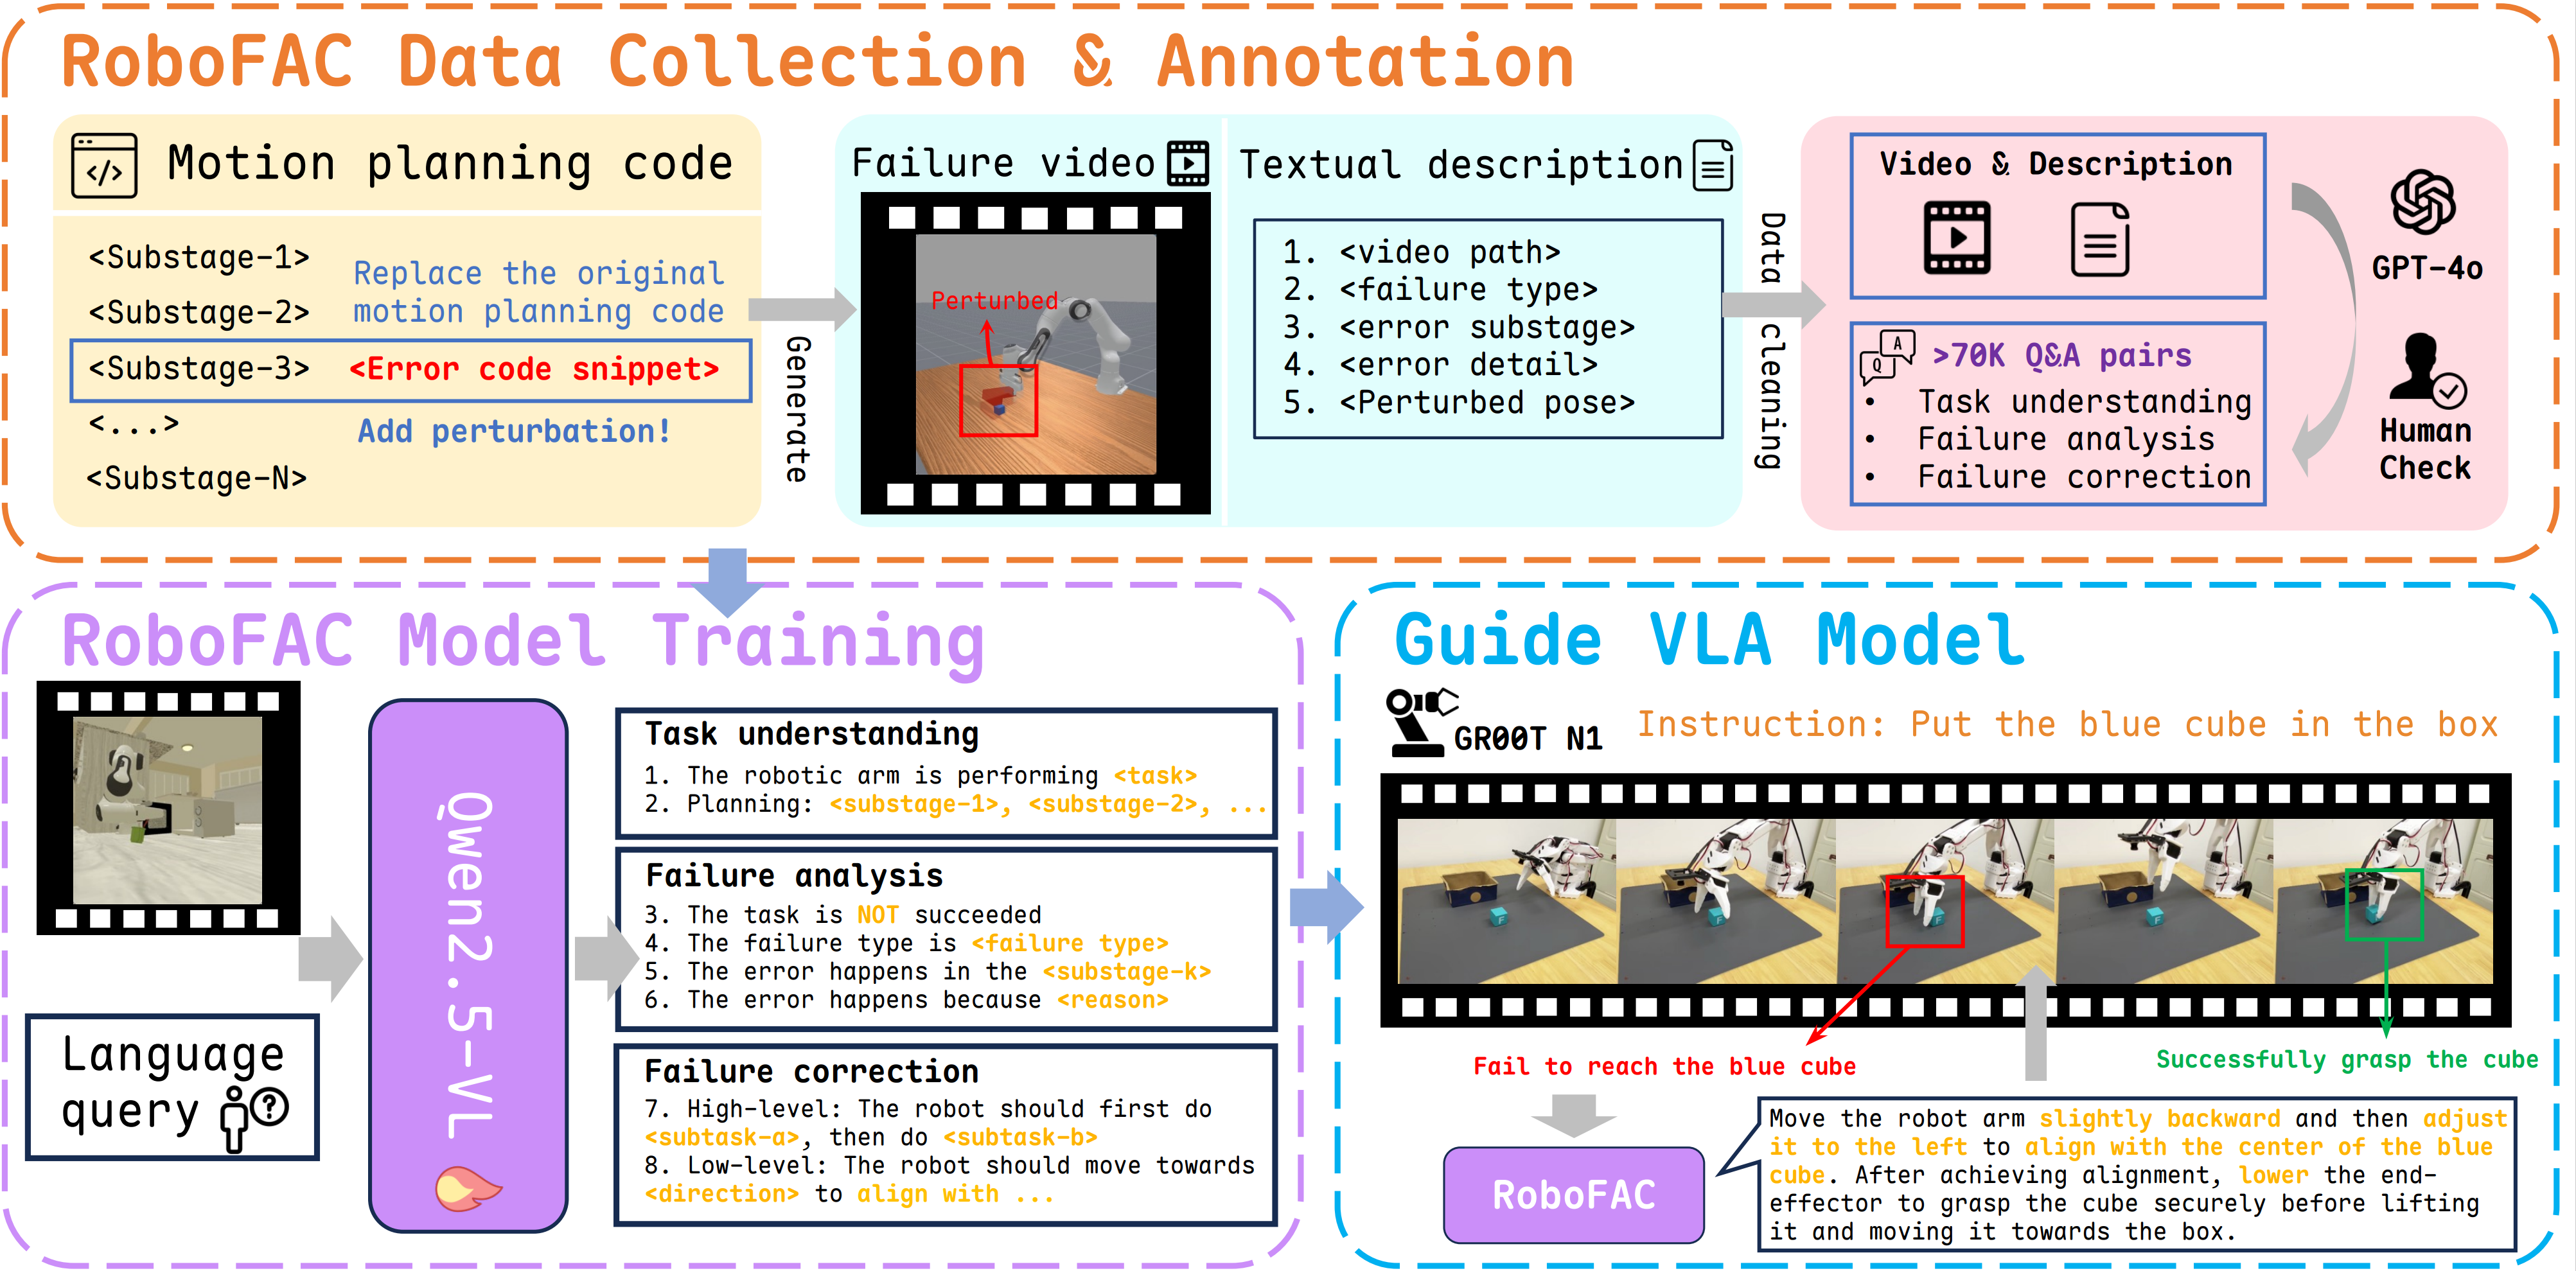 RoboFAC Data Collection & Annotation
</> Motion planning code
<Substage-1>
<Substage-2>
Replace the original
motion planning code
<Substage-3> <Error code snippet>
<...>
Add perturbation!
<Substage-N>
Generate
Failure video
Perturbed
Textual description
1. <video path>
2. <failure type>
3. <error substage>
4. <error detail>
5. <Perturbed pose>
Data cleaning
Video & Description
Q A
>70K Q&A pairs
• Task understanding
• Failure analysis
• Failure correction
GPT-4o
Human
Check
RoboFAC Model Training
Language
query ?
Qwen2.5-VL
Task understanding
1. The robotic arm is performing <task>
2. Planning: <substage-1>, <substage-2>, ...
Failure analysis
3. The task is NOT succeeded
4. The failure type is <failure type>
5. The error happens in the <substage-k>
6. The error happens because <reason>
Failure correction
7. High-level: The robot should first do
<subtask-a>, then do <subtask-b>
8. Low-level: The robot should move towards
<direction> to align with ...
Guide VLA Model
GR00T N1
Instruction: Put the blue cube in the box
Fail to reach the blue cube
Successfully grasp the cube
RoboFAC
Move the robot arm slightly backward and then adjust
it to the left to align with the center of the blue
cube. After achieving alignment, lower the end-
effector to grasp the cube securely before lifting
it and moving it towards the box.